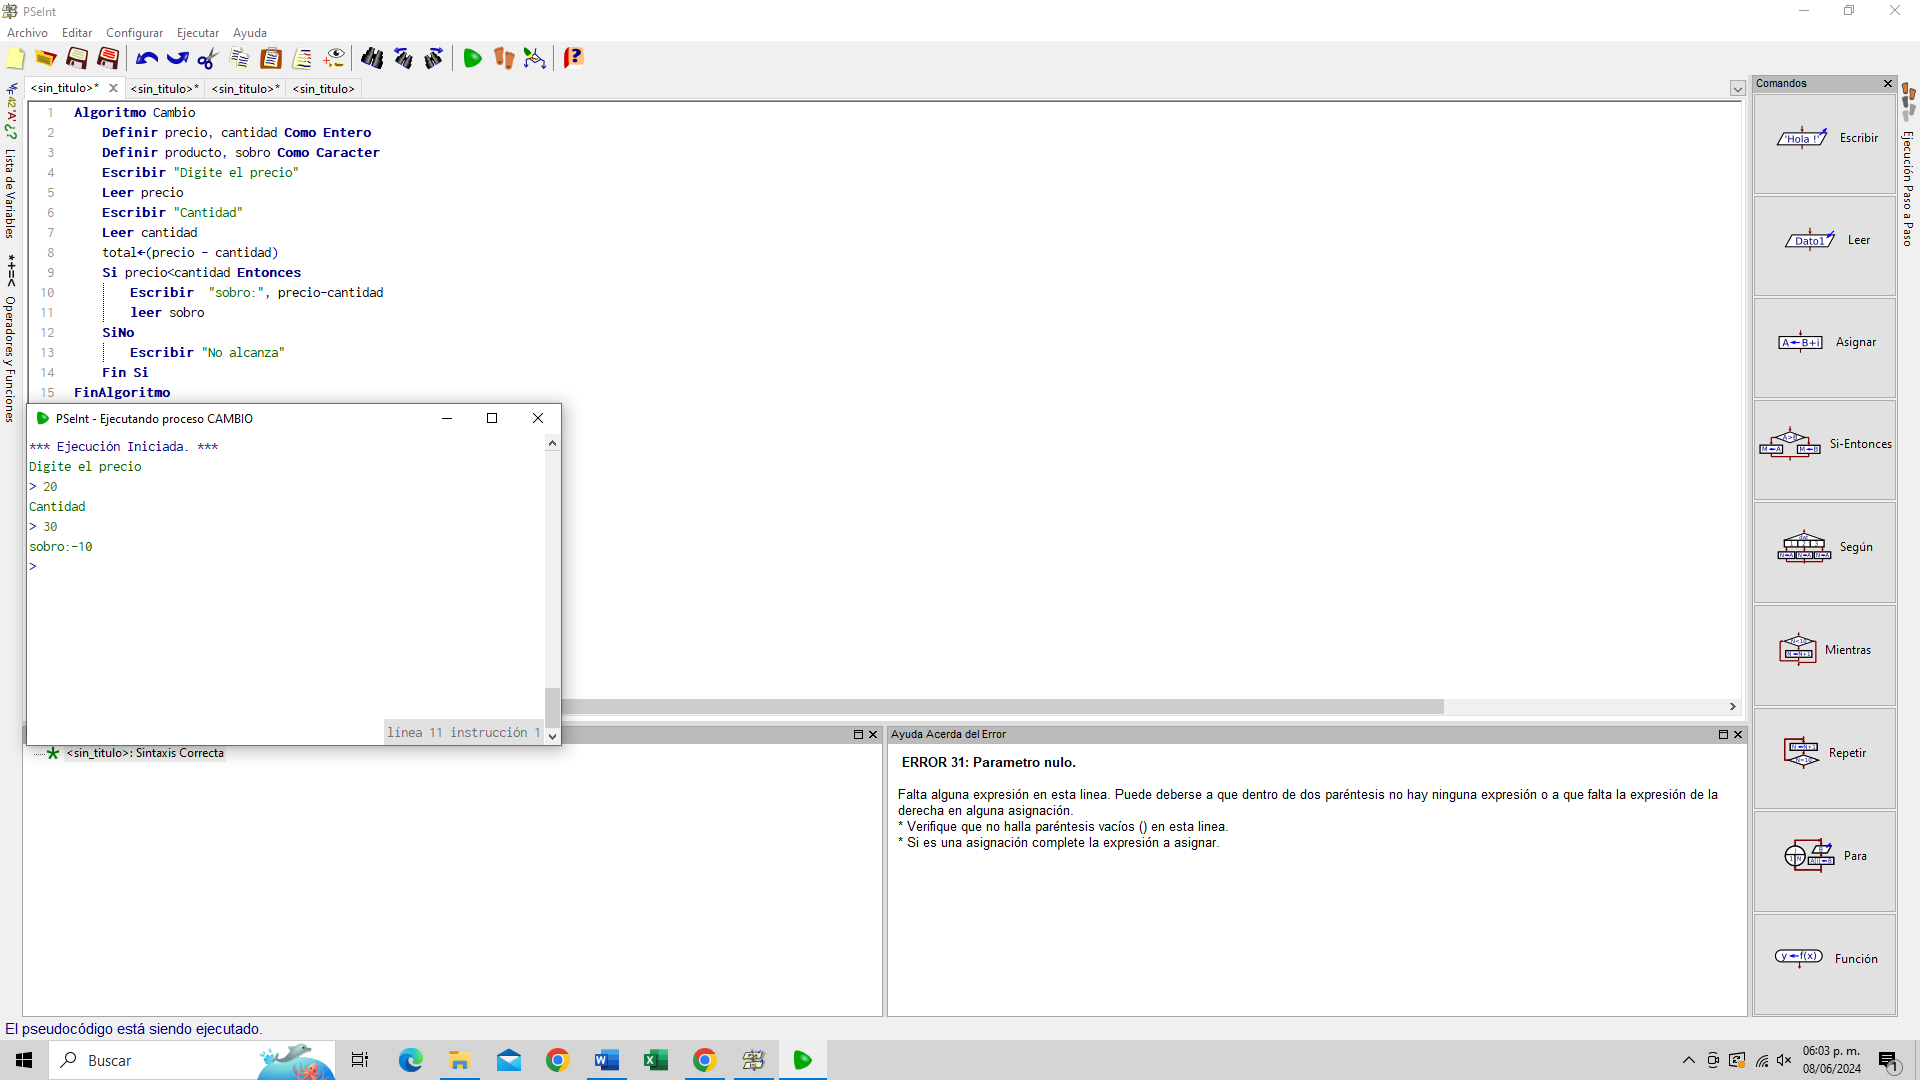 PSeInt
Archivo Editar Configurar Ejecutar Ayuda
<sin_titulo>* <sin_titulo>* <sin_titulo>* <sin_titulo>
1 Algoritmo Cambio
2 Definir precio, cantidad Como Entero
3 Definir producto, sobro Como Caracter
4 Escribir "Digite el precio"
5 Leer precio
6 Escribir "Cantidad"
7 Leer cantidad
8 total←(precio - cantidad)
9 Si precio<cantidad Entonces
10 Escribir "sobro:", precio-cantidad
11 leer sobro
12 SiNo
13 Escribir "No alcanza"
14 Fin Si
15 FinAlgoritmo
Lista de Variables
*+=<
Operadores y Funciones
PSeInt - Ejecutando proceso CAMBIO
*** Ejecución Iniciada. ***
Digite el precio
> 20
Cantidad
> 30
sobro:-10
>
línea 11 instrucción 1
<sin_titulo>: Sintaxis Correcta
Ayuda Acerda del Error
ERROR 31: Parametro nulo.
Falta alguna expresión en esta linea. Puede deberse a que dentro de dos paréntesis no hay ninguna expresión o a que falta la expresión de la
derecha en alguna asignación.
* Verifique que no halla paréntesis vacíos () en esta linea.
* Si es una asignación complete la expresión a asignar.
Comandos
'Hola !' Escribir
Dato1 Leer
A←B+i Asignar
Si-Entonces
Según
Mientras
Repetir
Para
y←f(x) Función
Ejecución Paso a Paso
El pseudocódigo está siendo ejecutado.
Buscar
06:03 p. m.
08/06/2024
1